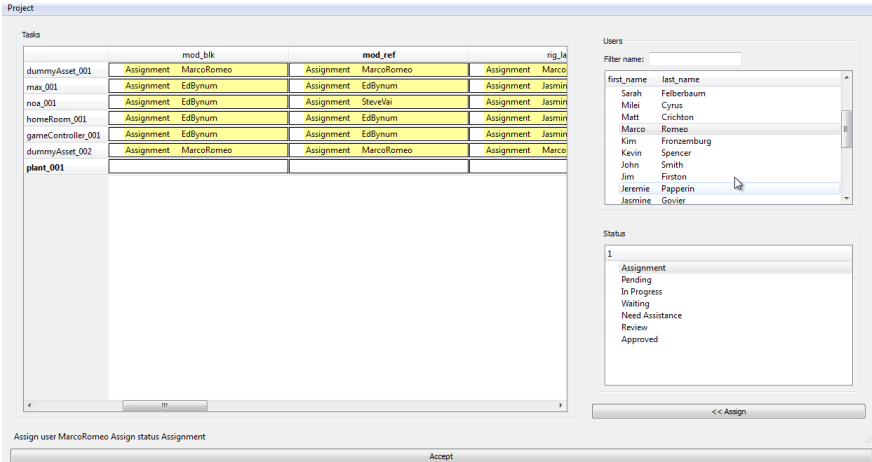 Project
Tasks
mod_blk mod_ref rig_la
dummyAsset_001 Assignment MarcoRomeo Assignment MarcoRomeo Assignment Marco
max_001 Assignment EdBynum Assignment EdBynum Assignment Jasmin
noa_001 Assignment EdBynum Assignment SteveVai Assignment Jasmin
homeRoom_001 Assignment EdBynum Assignment EdBynum Assignment Jasmin
gameController_001 Assignment EdBynum Assignment EdBynum Assignment Jasmin
dummyAsset_002 Assignment MarcoRomeo Assignment MarcoRomeo Assignment Marco
plant_001
Users
Filter name:
first_name last_name
Sarah Felberbaum
Milei Cyrus
Matt Crichton
Marco Romeo
Kim Fronzemburg
Kevin Spencer
John Smith
Jim Firston
Jeremie Papperin
Jasmine Govier
Status
1
Assignment
Pending
In Progress
Waiting
Need Assistance
Review
Approved
<< Assign
Assign user MarcoRomeo Assign status Assignment
Accept